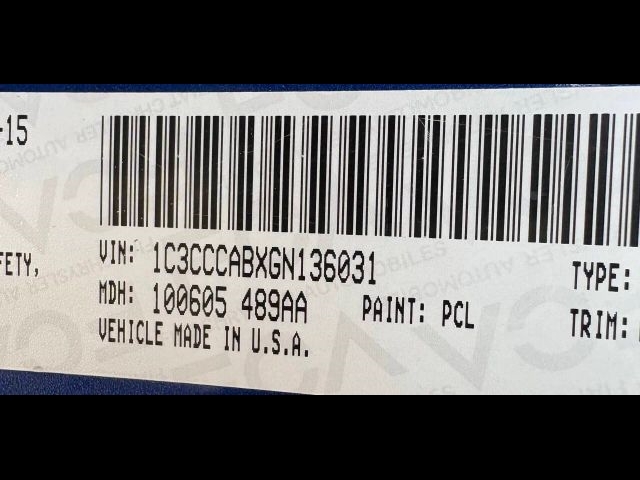 -15
FETY,
VIN: 1C3CCCABXGN136031
TYPE:
MDH: 100605 489AA PAINT: PCL
TRIM:
VEHICLE MADE IN U.S.A.